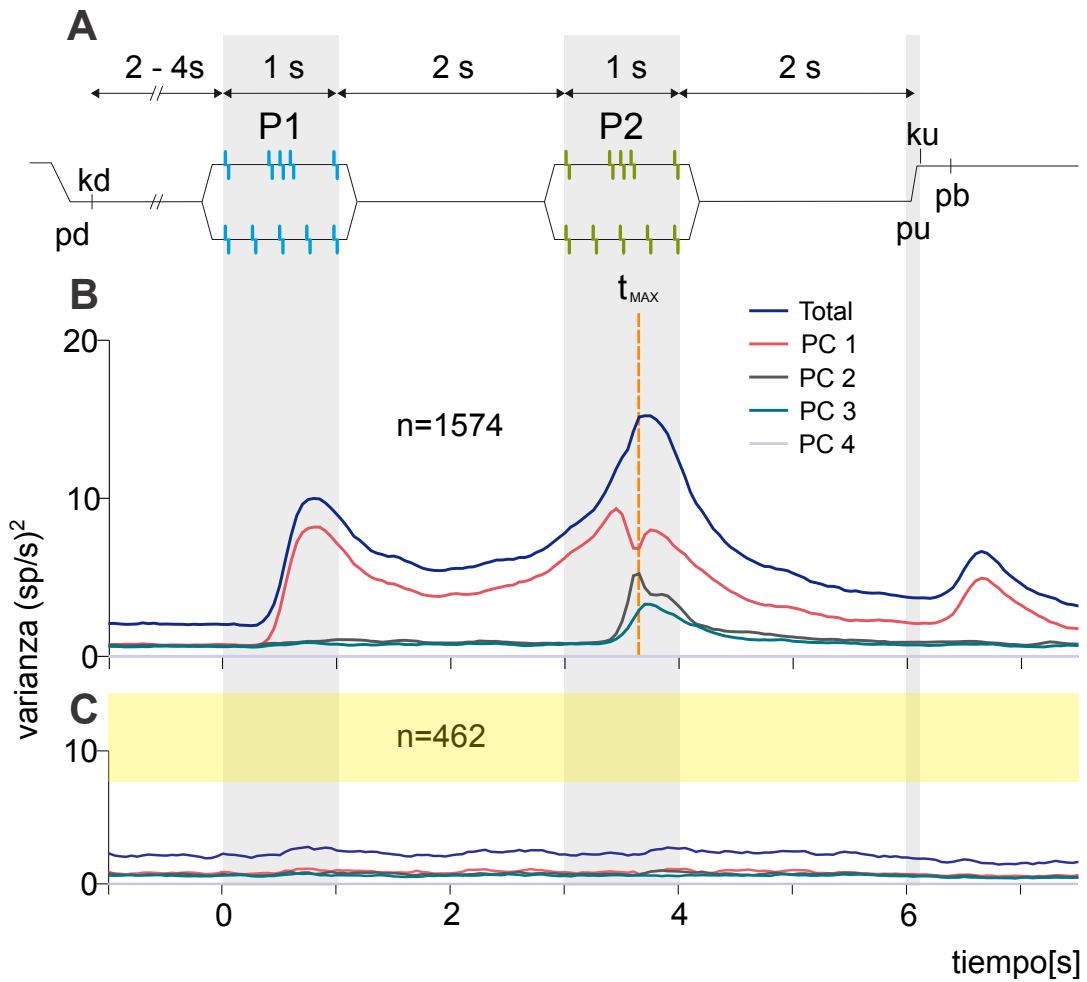 A
2 - 4s
1 s
2 s
1 s
2 s
P1
P2
ku
kd
pb
pd
pu
B
tMAX
Total
PC 1
PC 2
PC 3
PC 4
20
n=1574
10
0
varianza (sp/s)²
C
n=462
10
0
0
2
4
6
tiempo[s]